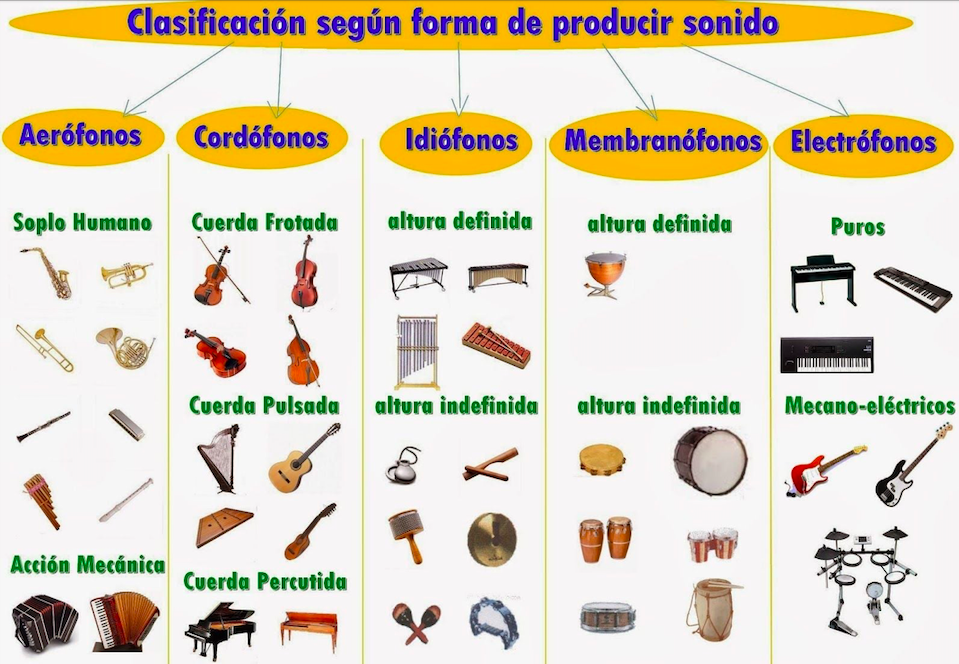 Clasificación según forma de producir sonido
Aerófonos
Cordófonos
Idiófonos
Membranófonos
Electrófonos
Soplo Humano
Acción Mecánica
Cuerda Frotada
Cuerda Pulsada
Cuerda Percutida
altura definida
altura indefinida
altura definida
altura indefinida
Puros
Mecano-eléctricos